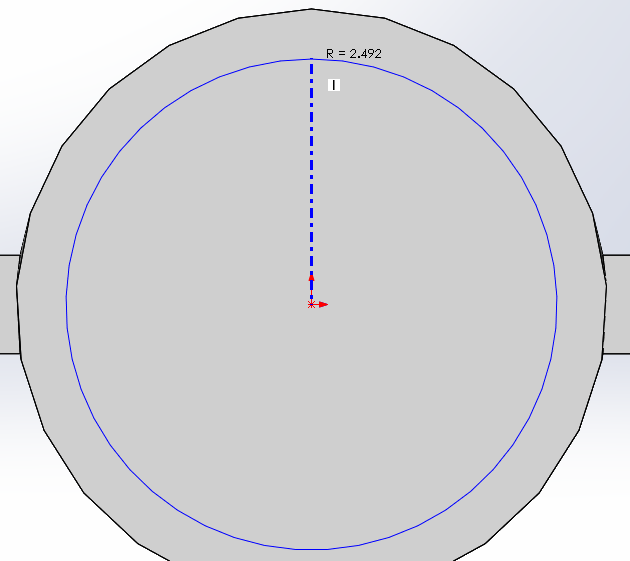 R = 2.492